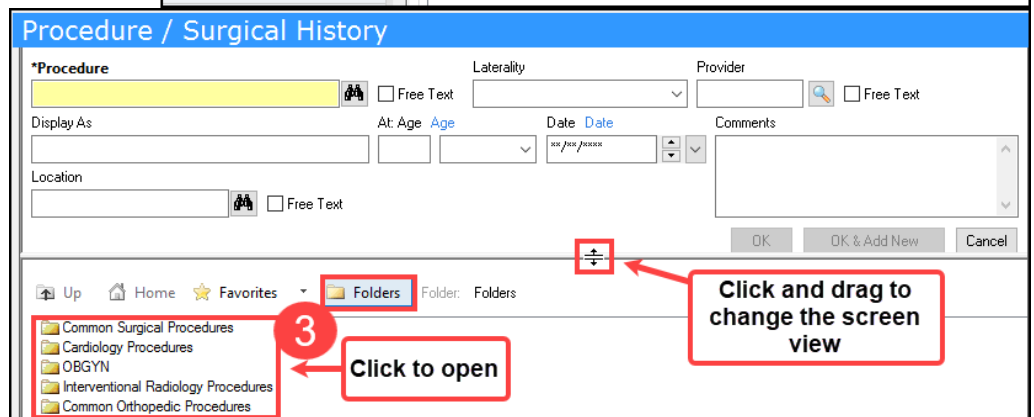 Procedure / Surgical History
*Procedure
Laterality
Provider
Free Text
Free Text
Display As
At: Age Age
Date Date
Comments
**/**/****
Location
Free Text
OK
OK & Add New
Cancel
Up
Home
Favorites
Folders
Folder:
Folders
Click and drag to
change the screen
view
Common Surgical Procedures
Cardiology Procedures
OBGYN
Interventional Radiology Procedures
Common Orthopedic Procedures
3
Click to open